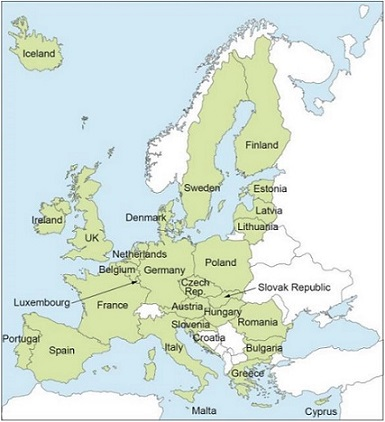 Iceland
Finland
Sweden
Estonia
Latvia
Lithuania
Denmark
Ireland
UK
Netherlands
Belgium
Germany
Poland
Luxembourg
Czech
Rep.
Slovak Republic
France
Austria
Hungary
Slovenia
Romania
Croatia
Portugal
Spain
Italy
Bulgaria
Greece
Malta
Cyprus